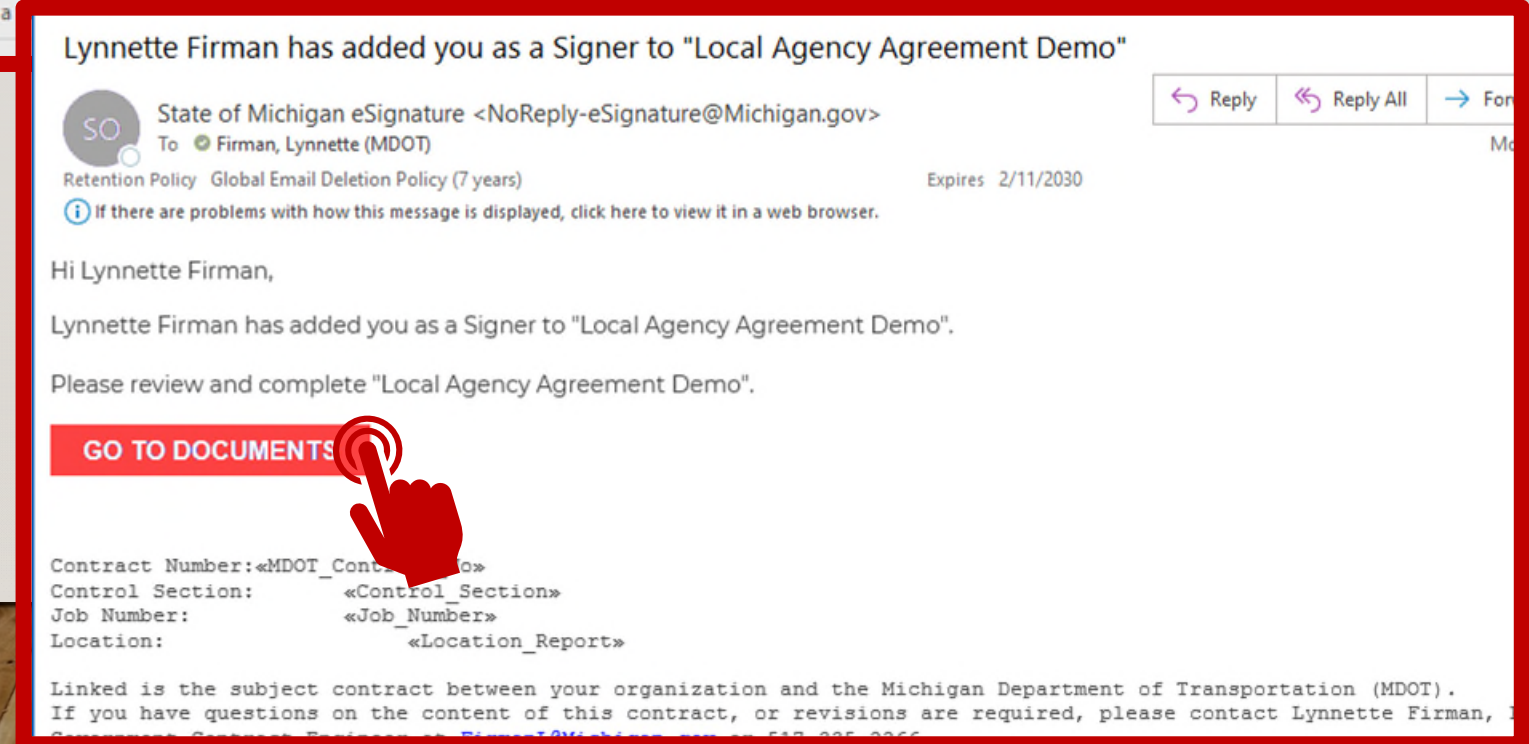 Lynnette Firman has added you as a Signer to "Local Agency Agreement Demo"
SO
State of Michigan eSignature <NoReply-eSignature@Michigan.gov>
Reply Reply All
To Firman, Lynnette (MDOT)
Retention Policy Global Email Deletion Policy (7 years) Expires 2/11/2030
If there are problems with how this message is displayed, click here to view it in a web browser.
Hi Lynnette Firman,
Lynnette Firman has added you as a Signer to "Local Agency Agreement Demo".
Please review and complete "Local Agency Agreement Demo".
GO TO DOCUMENTS
Contract Number:
Control Section: «Control_Section»
Job Number: «Job_Number»
Location: «Location_Report»
Linked is the subject contract between your organization and the Michigan Department of Transportation (MDOT).
If you have questions on the content of this contract, or revisions are required, please contact Lynnette Firman,